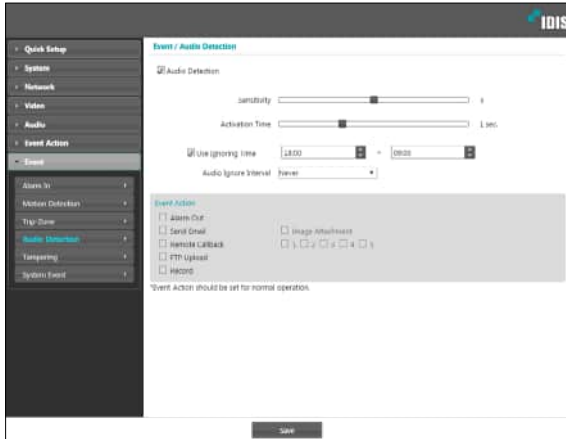 IDIS
Quick Setup
System
Network
Video
Audio
Event Action
Event
Alarm In
Motion Detection
Trip-Zone
Audio Detection
Tampering
System Event
Event / Audio Detection
Audio Detection
Sensitivity
Activation Time 1 sec.
Use Ignoring Time 18:00 ~ 09:00
Audio Ignore Interval Never
Event Action
Alarm Out
Send Email Image Attachment
Remote Callback 1 2 3 4 5
FTP Upload
Record
*Event Action should be set for normal operation.
Save